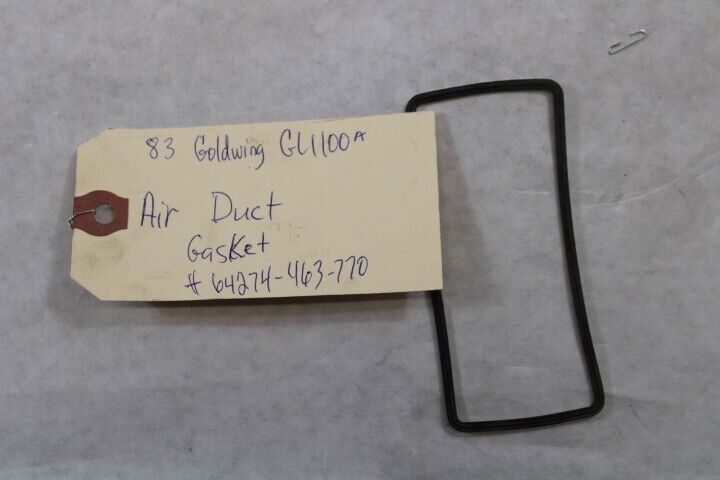 83 Goldwing GL1100A
Air Duct
Gasket
# 64274-463-770